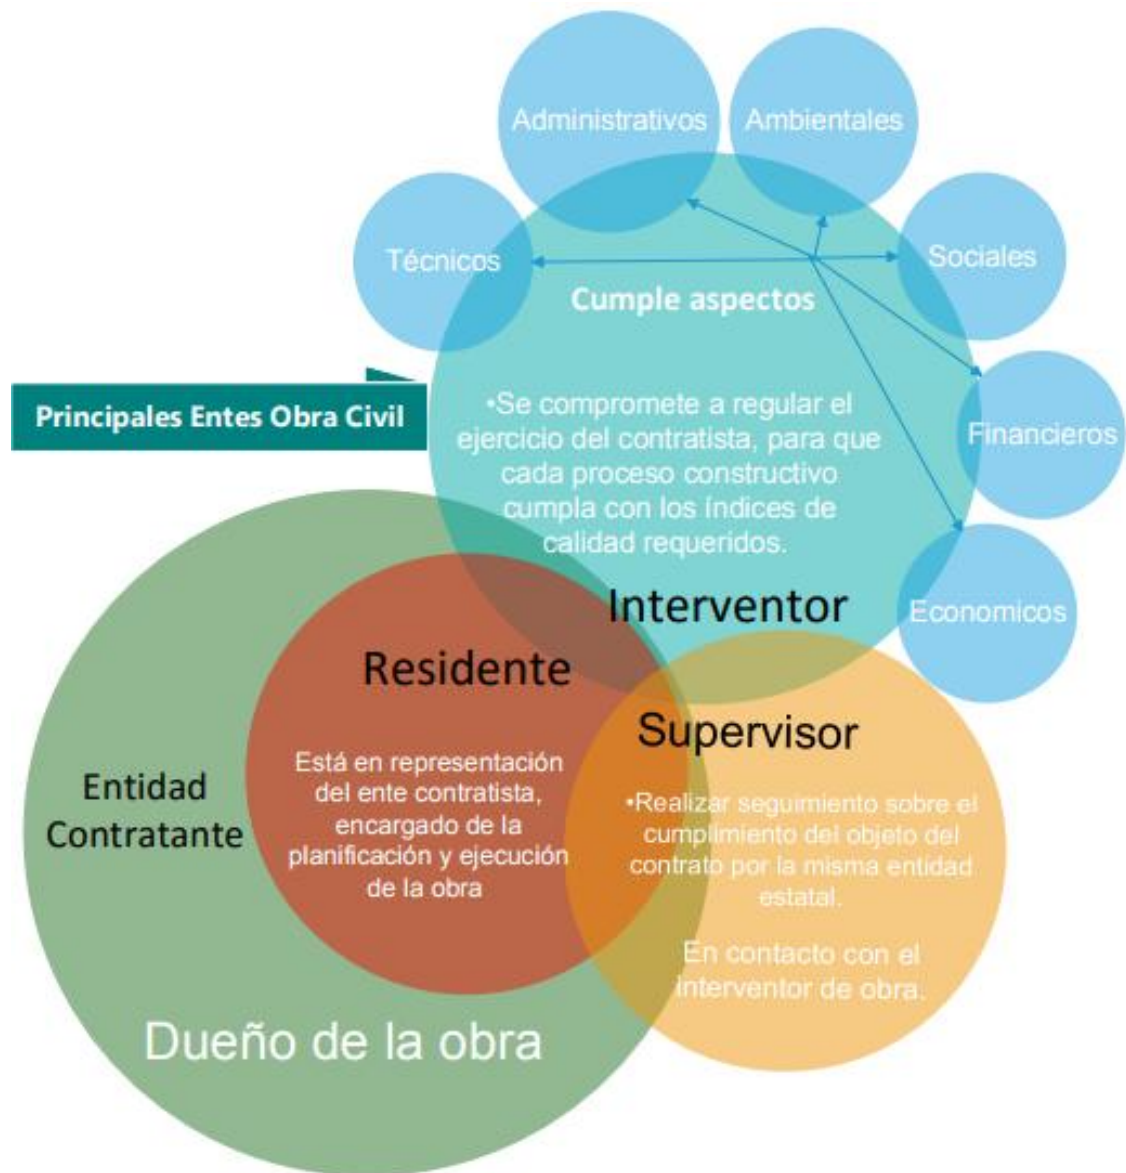 Administrativos
Ambientales
Técnicos
Sociales
Cumple aspectos
Principales Entes Obra Civil
•Se compromete a regular el
ejercicio del contratista, para que
cada proceso constructivo
cumpla con los índices de
calidad requeridos.
Financieros
Interventor
Economicos
Residente
Está en representación
del ente contratista,
encargado de la
planificación y ejecución
de la obra
Supervisor
•Realizar seguimiento sobre el
cumplimiento del objeto del
contrato por la misma entidad
estatal.
En contacto con el
interventor de obra.
Entidad
Contratante
Dueño de la obra